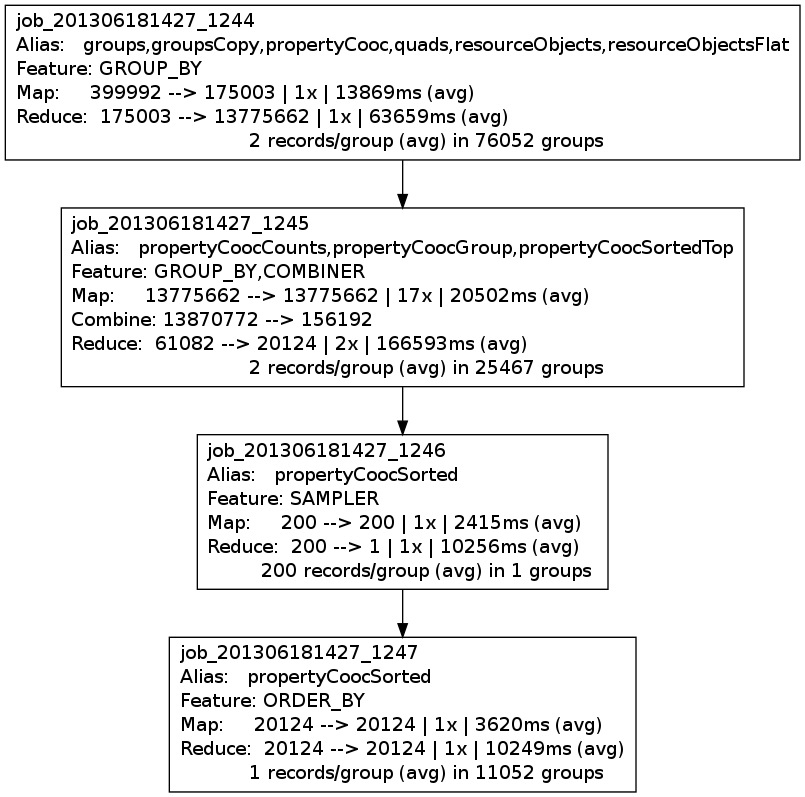 job_201306181427_1244
Alias: groups,groupsCopy,propertyCooc,quads,resourceObjects,resourceObjectsFlat
Feature: GROUP_BY
Map: 399992 --> 175003 | 1x | 13869ms (avg)
Reduce: 175003 --> 13775662 | 1x | 63659ms (avg)
2 records/group (avg) in 76052 groups
job_201306181427_1245
Alias: propertyCoocCounts,propertyCoocGroup,propertyCoocSortedTop
Feature: GROUP_BY,COMBINER
Map: 13775662 --> 13775662 | 17x | 20502ms (avg)
Combine: 13870772 --> 156192
Reduce: 61082 --> 20124 | 2x | 166593ms (avg)
2 records/group (avg) in 25467 groups
job_201306181427_1246
Alias: propertyCoocSorted
Feature: SAMPLER
Map: 200 --> 200 | 1x | 2415ms (avg)
Reduce: 200 --> 1 | 1x | 10256ms (avg)
200 records/group (avg) in 1 groups
job_201306181427_1247
Alias: propertyCoocSorted
Feature: ORDER_BY
Map: 20124 --> 20124 | 1x | 3620ms (avg)
Reduce: 20124 --> 20124 | 1x | 10249ms (avg)
1 records/group (avg) in 11052 groups